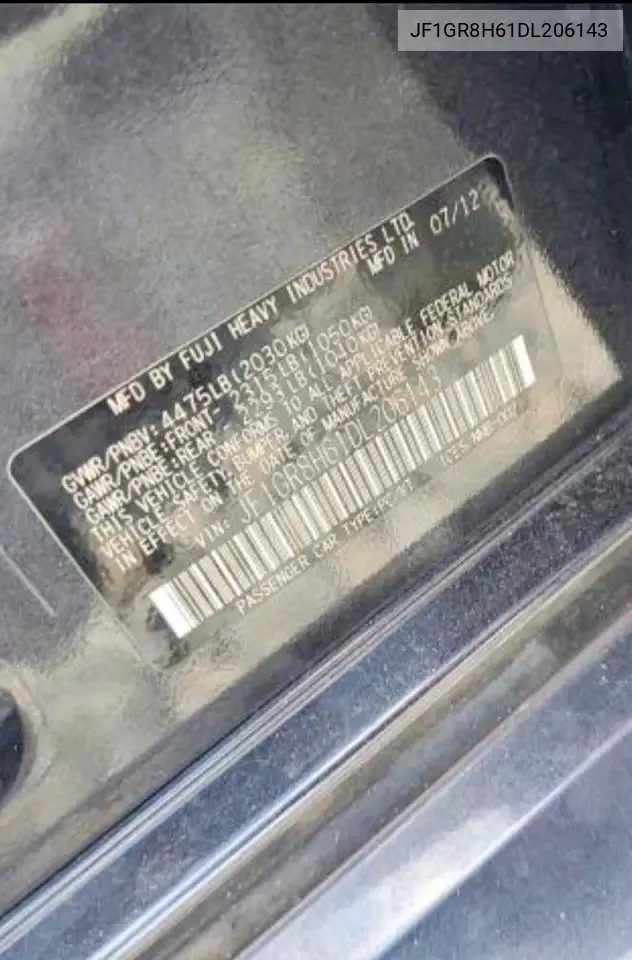 JF1GR8H61DL206143
MFD BY FUJI HEAVY INDUSTRIES LTD.
MFD IN 07/12
GVWR/PNBV: 4475LB(2030KG)
GAWR/PNBE:FRONT- 2315LB(1050KG)
GAWR/PNBE:REAR (1010KG)
THIS VEHICLE CONFORMS TO ALL APPLICABLE FEDERAL MOTOR
VEHICLE SAFETY, BUMPER, AND THEFT PREVENTION STANDARDS
IN EFFECT ON THE DATE OF MANUFACTURE SHOWN ABOVE.
VIN: JF1GR8H61DL206143
PASSENGER CAR TYPE: